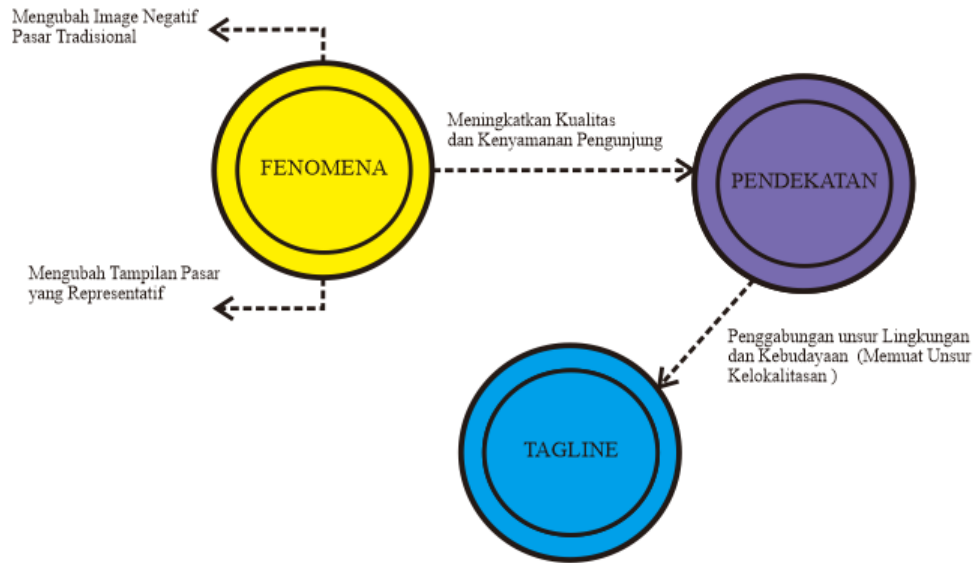 Mengubah Image Negatif
Pasar Tradisional
Meningkatkan Kualitas
dan Kenyamanan Pengunjung
FENOMENA
PENDEKATAN
Mengubah Tampilan Pasar
yang Representatif
Penggabungan unsur Lingkungan
dan Kebudayaan (Memuat Unsur
Kelokalitasan )
TAGLINE